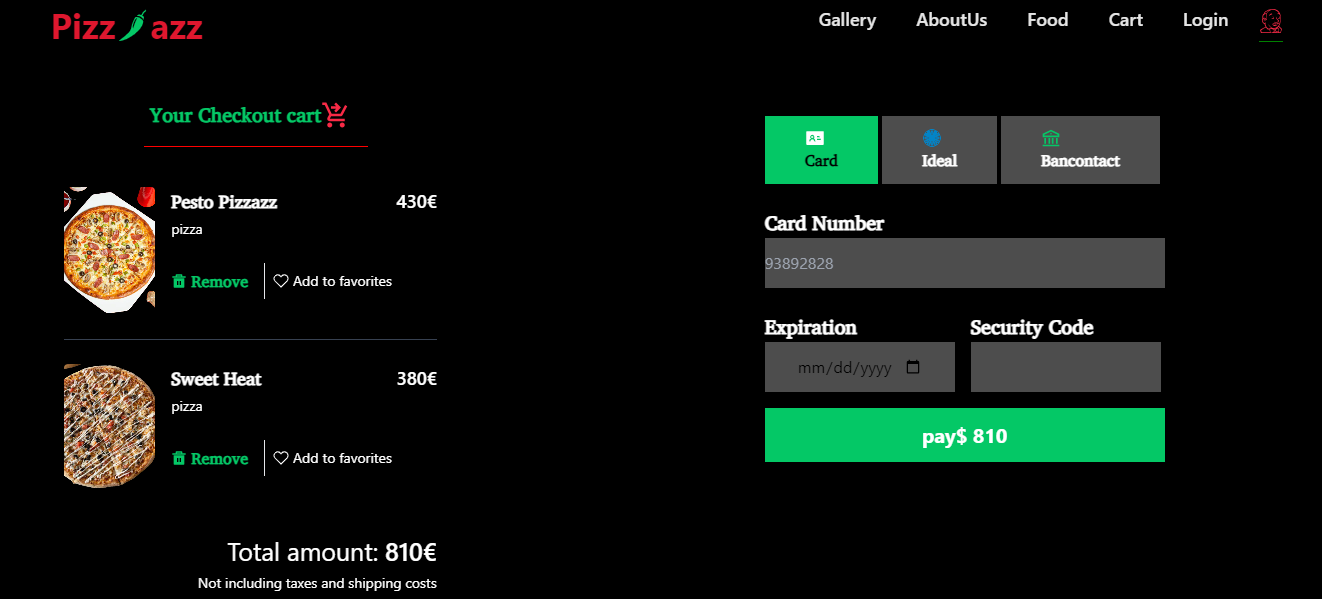 Pizz azz
Gallery AboutUs Food Cart Login
Your Checkout cart
Pesto Pizzazz 430€
pizza
Remove Add to favorites
Sweet Heat 380€
pizza
Remove Add to favorites
Total amount: 810€
Not including taxes and shipping costs
Card Ideal Bancontact
Card Number
93892828
Expiration Security Code
mm/dd/yyyy
pay$ 810